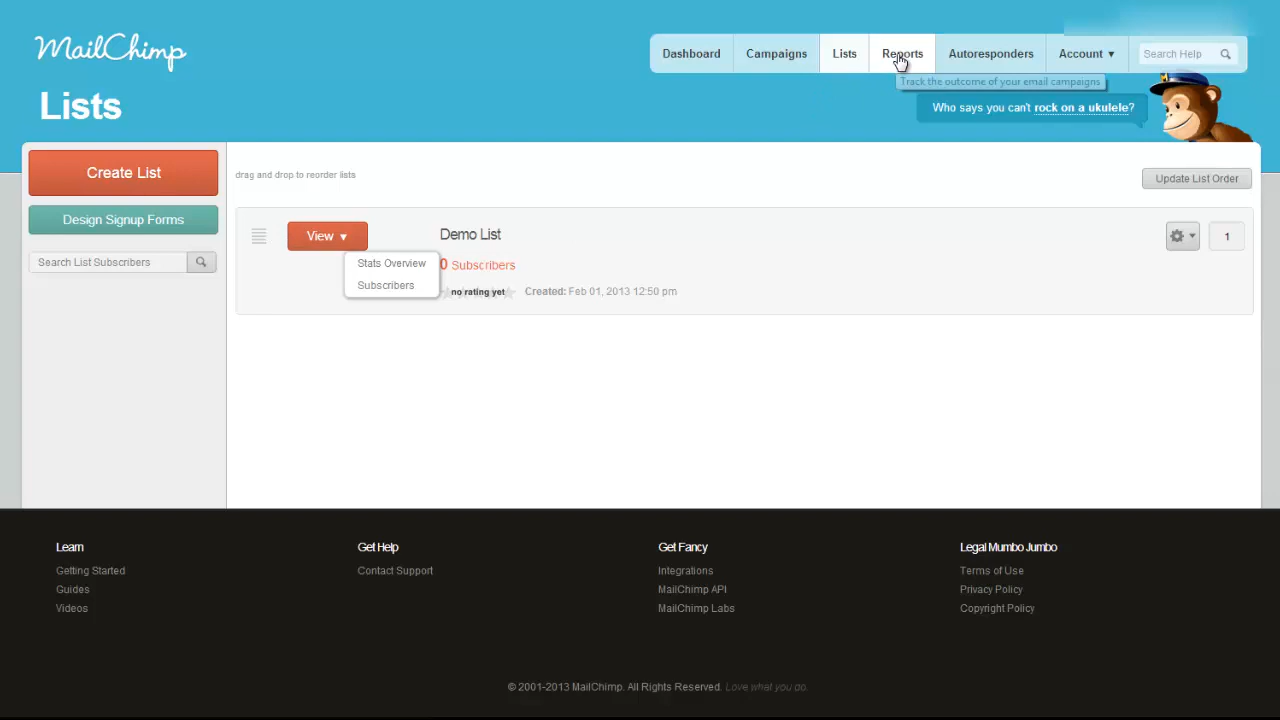 MailChimp
Dashboard
Campaigns
Lists
Reports
Autoresponders
Account ▾
Search Help
Track the outcome of your email campaigns
Lists
Who says you can't rock on a ukulele?
Create List
Design Signup Forms
Search List Subscribers
drag and drop to reorder lists
Update List Order
View ▾
Demo List
1
Stats Overview
Subscribers
0 Subscribers
no rating yet
Created: Feb 01, 2013 12:50 pm
Learn
Getting Started
Guides
Videos
Get Help
Contact Support
Get Fancy
Integrations
MailChimp API
MailChimp Labs
Legal Mumbo Jumbo
Terms of Use
Privacy Policy
Copyright Policy
© 2001-2013 MailChimp. All Rights Reserved. Love what you do.